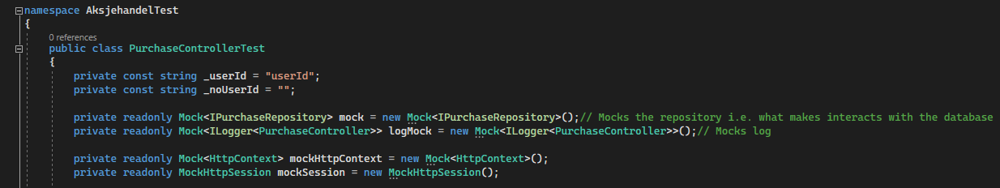 namespace AksjehandelTest
{
0 references
public class PurchaseControllerTest
{
private const string _userId = "userId";
private const string _noUserId = "";
private readonly Mock<IPurchaseRepository> mock = new Mock<IPurchaseRepository>();// Mocks the repository i.e. what makes interacts with the database
private readonly Mock<ILogger<PurchaseController>> logMock = new Mock<ILogger<PurchaseController>>();// Mocks log
private readonly Mock<HttpContext> mockHttpContext = new Mock<HttpContext>();
private readonly MockHttpSession mockSession = new MockHttpSession();